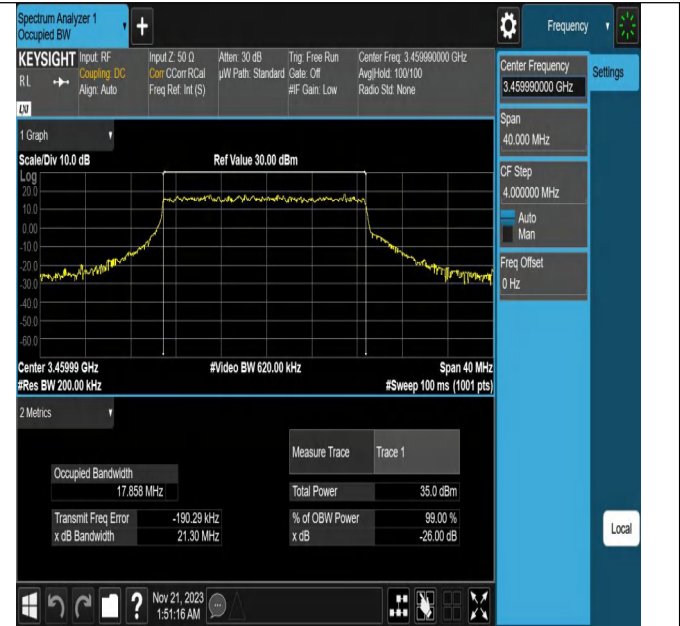 Spectrum Analyzer 1
Occupied BW
+
Frequency
KEYSIGHT
RL
LXI
Input: RF
Coupling: DC
Align: Auto
Input Z: 50 Ω
Corr CCorr RCal
Freq Ref: Int (S)
Atten: 30 dB
µW Path: Standard
Trig: Free Run
Gate: Off
#IF Gain: Low
Center Freq: 3.459990000 GHz
Avg|Hold: 100/100
Radio Std: None
Center Frequency
3.459990000 GHz
Settings
Span
40.000 MHz
CF Step
4.000000 MHz
Auto
Man
Freq Offset
0 Hz
1 Graph
Scale/Div 10.0 dB
Ref Value 30.00 dBm
Log
20.0
10.0
0.00
-10.0
-20.0
-30.0
-40.0
-50.0
-60.0
Center 3.45999 GHz
#Video BW 620.00 kHz
Span 40 MHz
#Res BW 200.00 kHz
#Sweep 100 ms (1001 pts)
2 Metrics
Measure Trace
Trace 1
Occupied Bandwidth
17.858 MHz
Total Power
35.0 dBm
Transmit Freq Error
-190.29 kHz
% of OBW Power
99.00 %
x dB Bandwidth
21.30 MHz
x dB
-26.00 dB
Local
?
Nov 21, 2023
1:51:16 AM